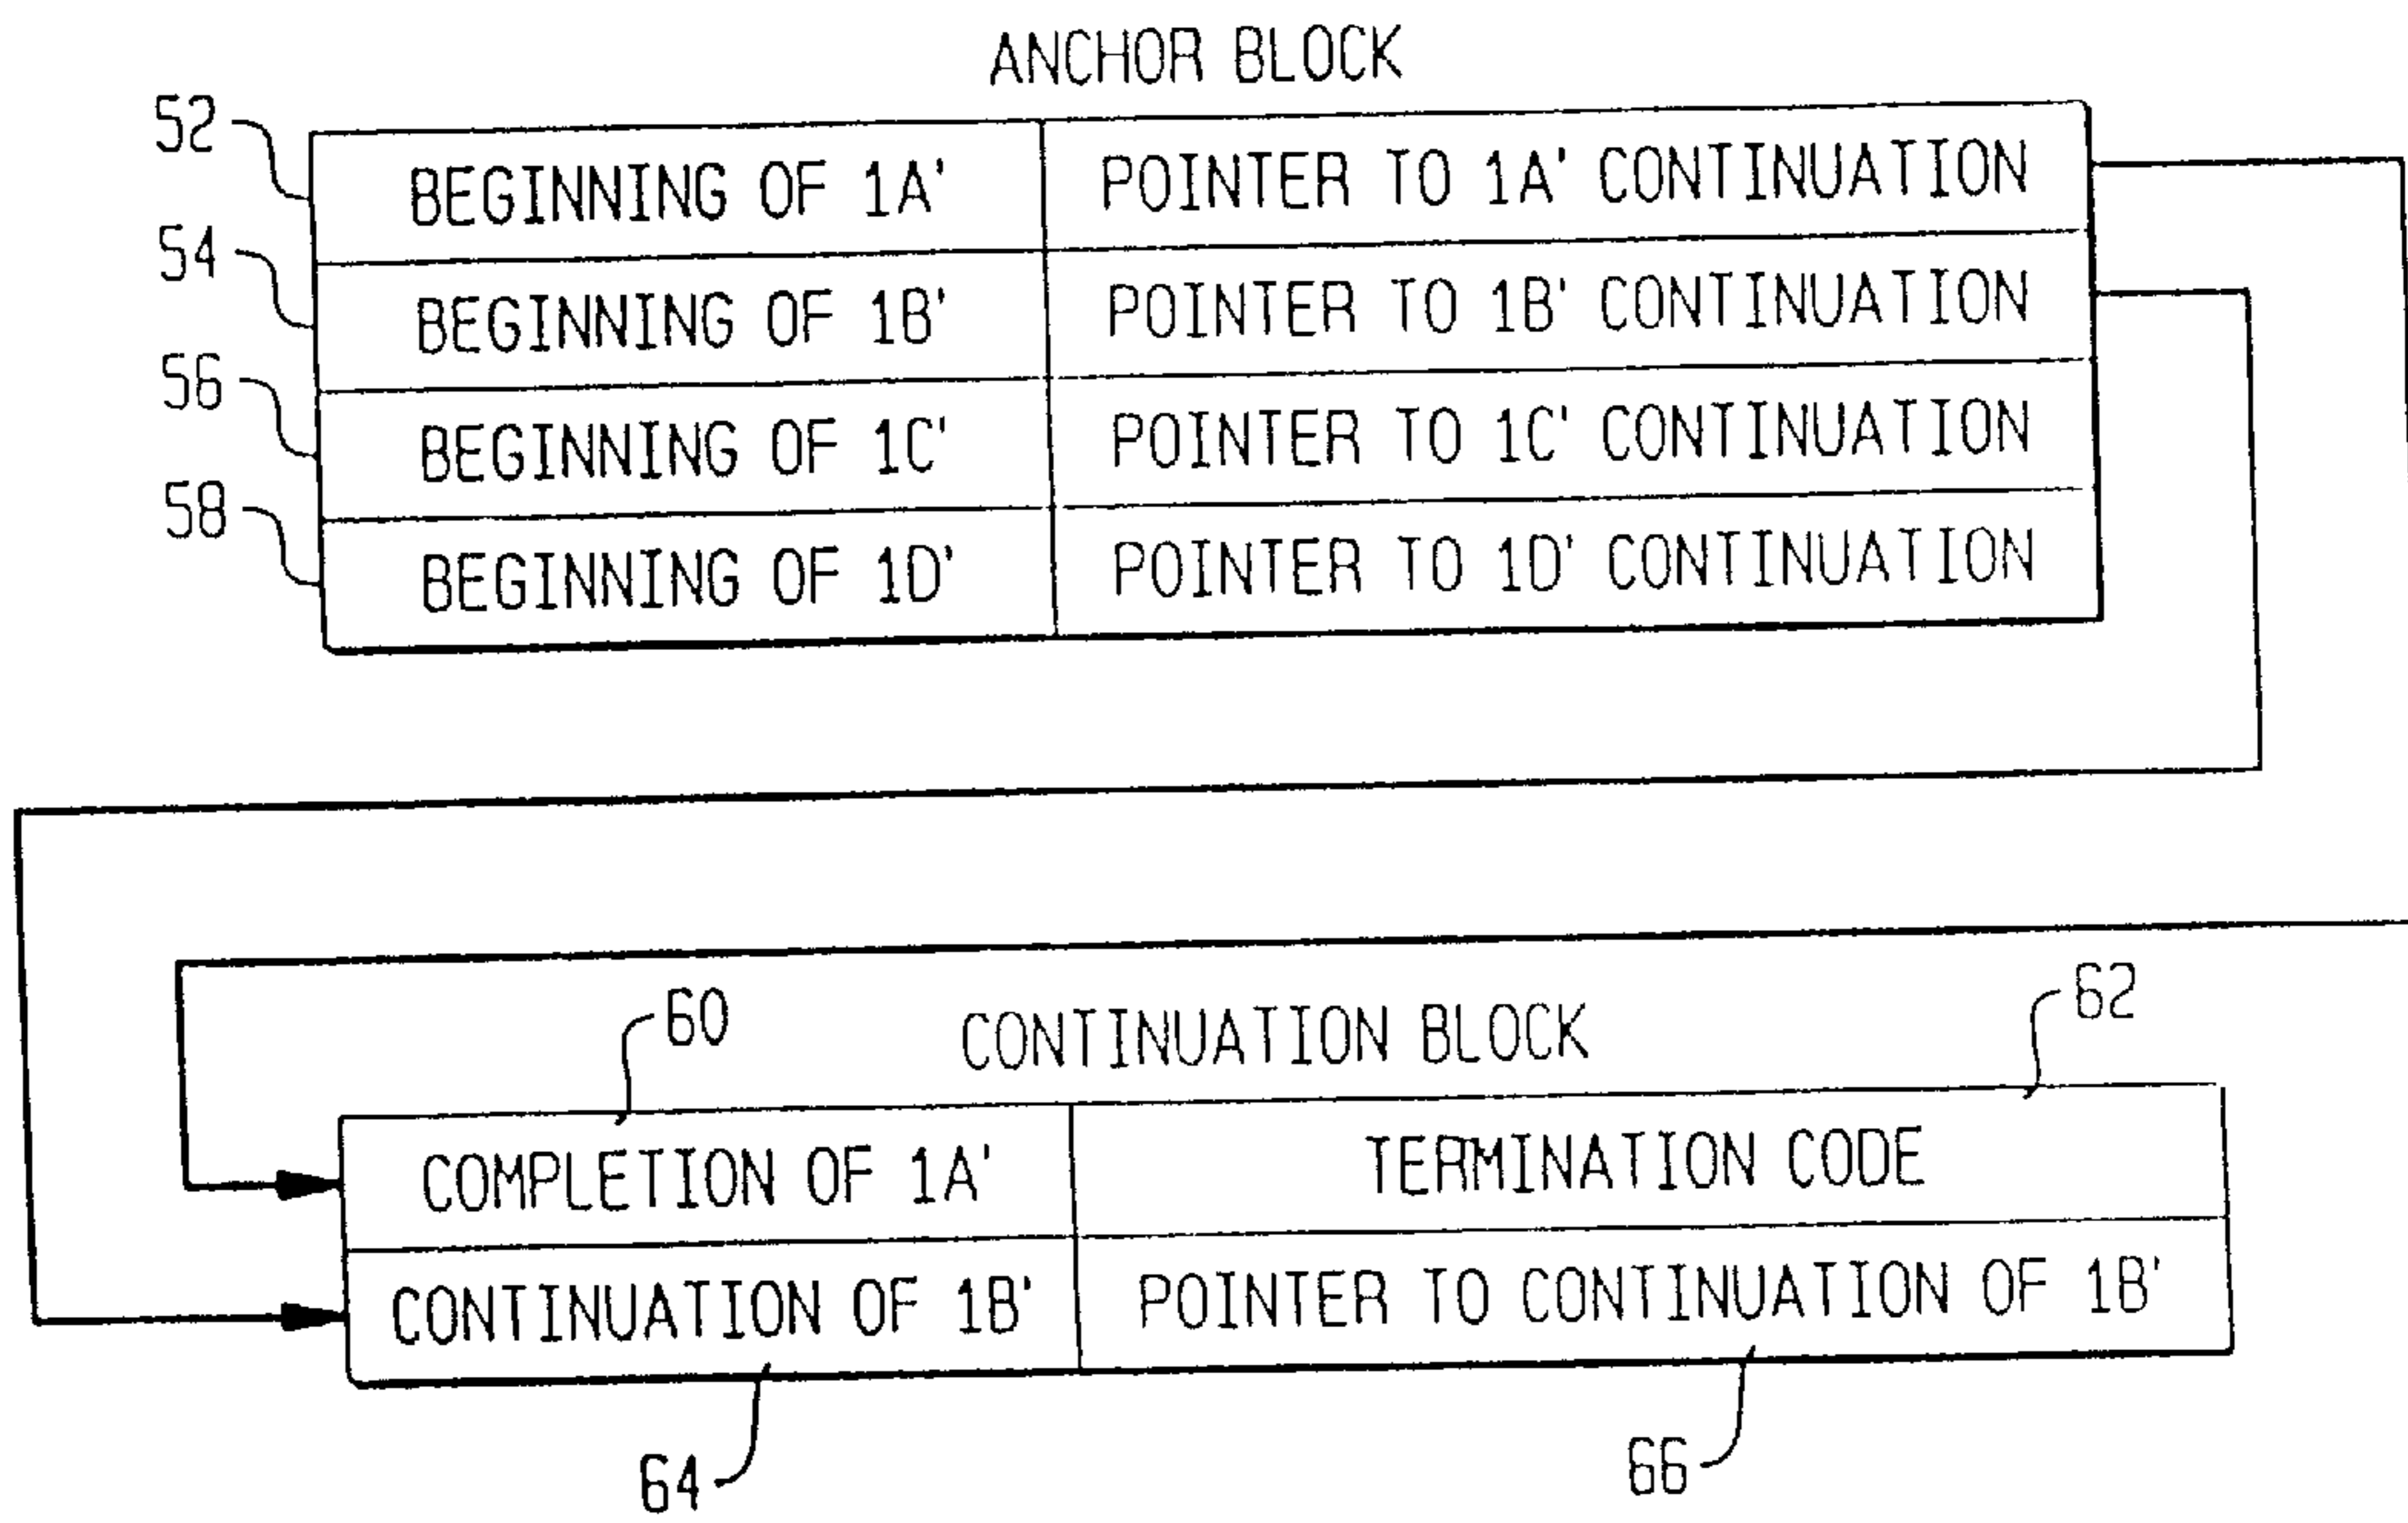 ANCHOR BLOCK
52
BEGINNING OF 1A' POINTER TO 1A' CONTINUATION
54
BEGINNING OF 1B' POINTER TO 1B' CONTINUATION
56
BEGINNING OF 1C' POINTER TO 1C' CONTINUATION
58
BEGINNING OF 1D' POINTER TO 1D' CONTINUATION
60
CONTINUATION BLOCK
62
COMPLETION OF 1A' TERMINATION CODE
CONTINUATION OF 1B' POINTER TO CONTINUATION OF 1B'
64
66